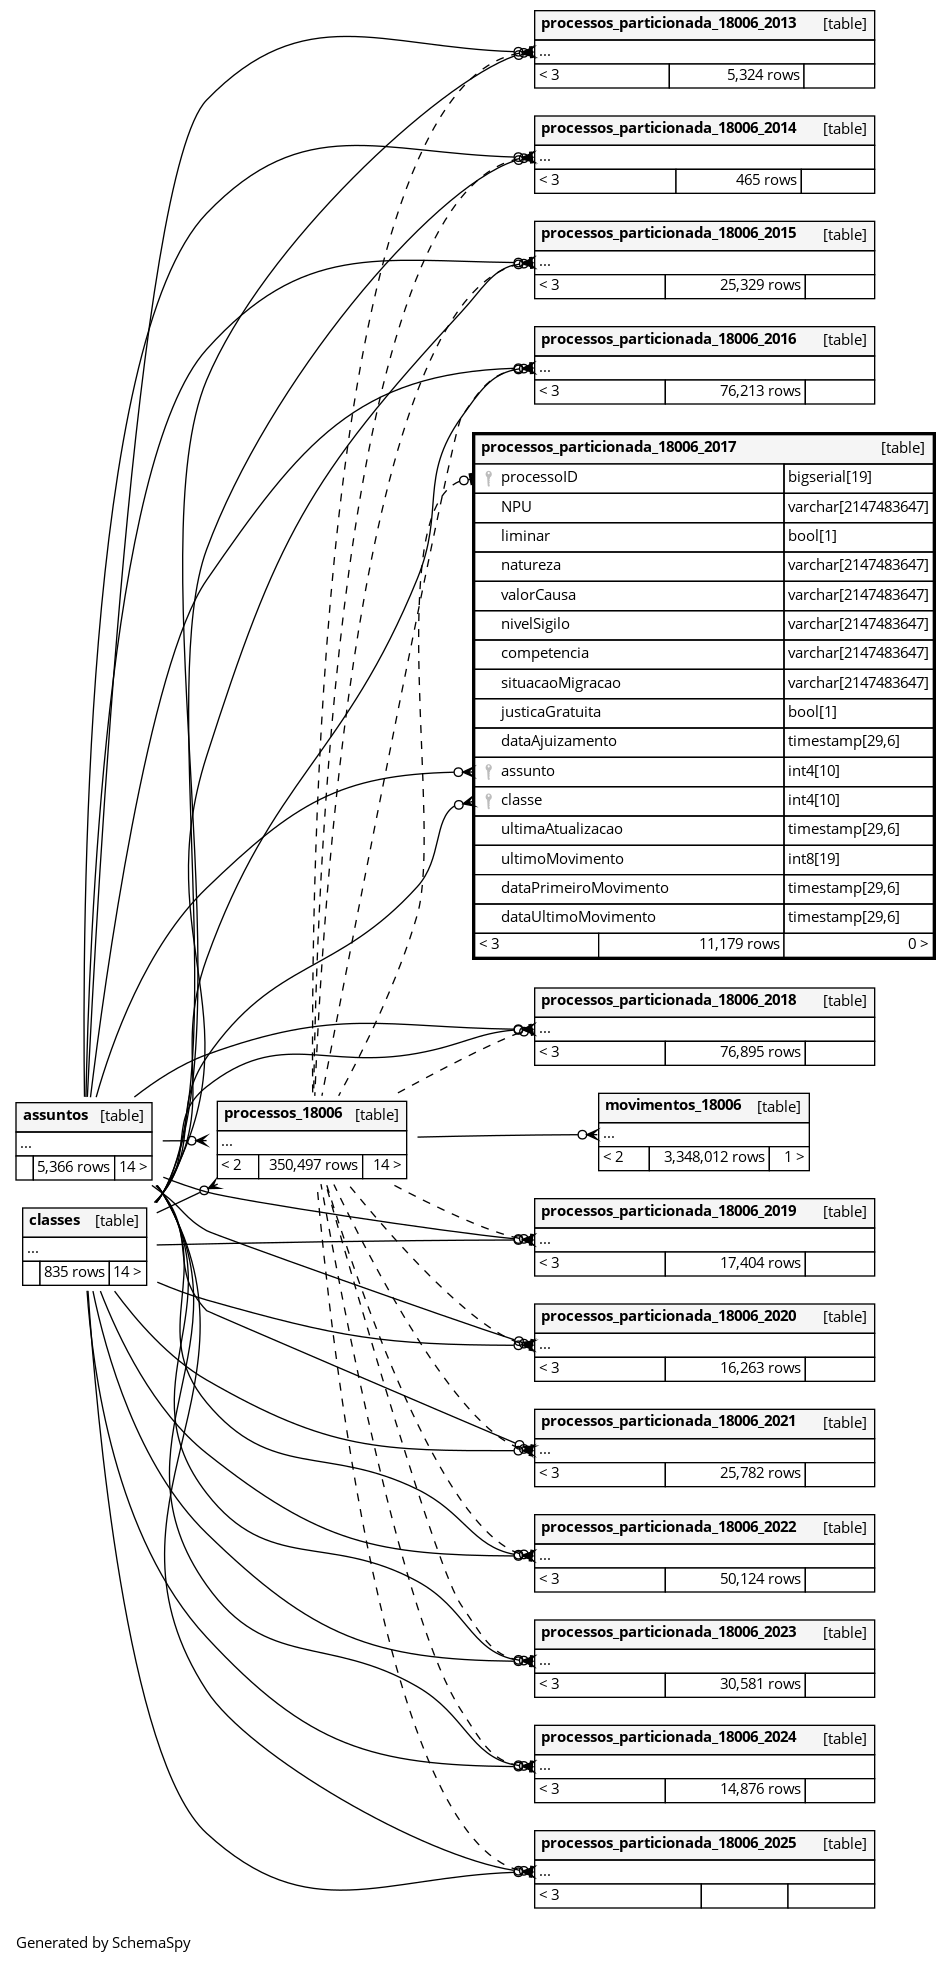 processos_particionada_18006_2013 [table]
...
< 3 5,324 rows
processos_particionada_18006_2014 [table]
...
< 3 465 rows
processos_particionada_18006_2015 [table]
...
< 3 25,329 rows
processos_particionada_18006_2016 [table]
...
< 3 76,213 rows
processos_particionada_18006_2017 [table]
processoID bigserial[19]
NPU varchar[2147483647]
liminar bool[1]
natureza varchar[2147483647]
valorCausa varchar[2147483647]
nivelSigilo varchar[2147483647]
competencia varchar[2147483647]
situacaoMigracao varchar[2147483647]
justicaGratuita bool[1]
dataAjuizamento timestamp[29,6]
assunto int4[10]
classe int4[10]
ultimaAtualizacao timestamp[29,6]
ultimoMovimento int8[19]
dataPrimeiroMovimento timestamp[29,6]
dataUltimoMovimento timestamp[29,6]
< 3 11,179 rows 0 >
processos_particionada_18006_2018 [table]
...
< 3 76,895 rows
assuntos [table]
...
5,366 rows 14 >
processos_18006 [table]
...
< 2 350,497 rows 14 >
movimentos_18006 [table]
...
< 2 3,348,012 rows 1 >
classes [table]
...
835 rows 14 >
processos_particionada_18006_2019 [table]
...
< 3 17,404 rows
processos_particionada_18006_2020 [table]
...
< 3 16,263 rows
processos_particionada_18006_2021 [table]
...
< 3 25,782 rows
processos_particionada_18006_2022 [table]
...
< 3 50,124 rows
processos_particionada_18006_2023 [table]
...
< 3 30,581 rows
processos_particionada_18006_2024 [table]
...
< 3 14,876 rows
processos_particionada_18006_2025 [table]
...
< 3
Generated by SchemaSpy